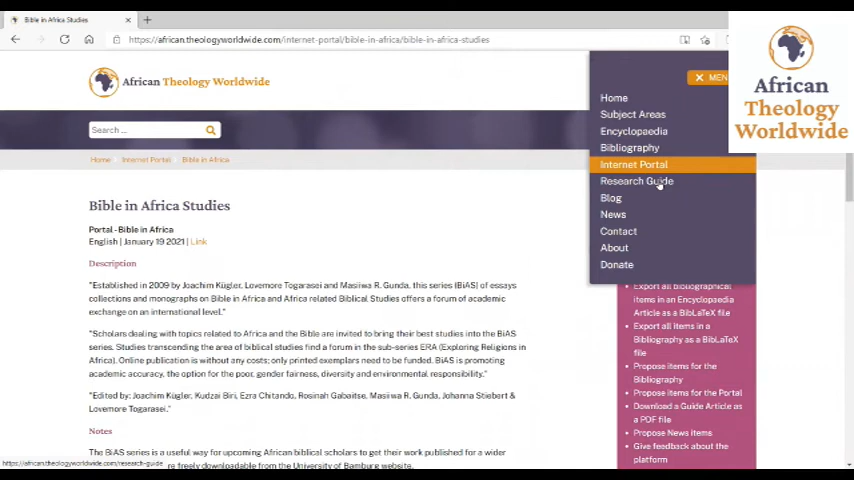 Bible in Africa Studies
https://african.theologyworldwide.com/internet-portal/bible-in-africa/bible-in-africa-studies
African Theology Worldwide
MEN
African
Theology
Worldwide
Home
Subject Areas
Encyclopaedia
Bibliography
Internet Portal
Research Guide
Blog
News
Contact
About
Donate
Search ...
Home
Internet Portal
Bible in Africa
Bible in Africa Studies
Portal - Bible in Africa
English | January 19 2021 | Link
Description
"Established in 2009 by Joachim Kügler, Lovemore Togarasei and Masiiwa R. Gunda, this series (BiAS) of essays
collections and monographs on Bible in Africa and Africa related Biblical Studies offers a forum of academic
exchange on an international level."
"Scholars dealing with topics related to Africa and the Bible are invited to bring their best studies into the BiAS
series. Studies transcending the area of biblical studies find a forum in the sub-series ERA (Exploring Religions in
Africa). Online publication is without any costs; only printed exemplars need to be funded. BiAS is promoting
academic accuracy, the option for the poor, gender fairness, diversity and environmental responsibility."
"Edited by: Joachim Kügler, Kudzai Biri, Ezra Chitando, Rosinah Gabaitse, Masiiwa R. Gunda, Johanna Stiebert &
Lovemore Togarasei."
Notes
The BiAS series is a useful way for upcoming African biblical scholars to get their work published for a wider
re freely downloadable from the University of Bamburg website.
Export all bibliographical
items in an Encyclopaedia
Article as a BibLaTeX file
Export all items in a
Bibliography as a BibLaTeX
file
Propose items for the
Bibliography
Propose items for the Portal
Download a Guide Article as
a PDF file
Propose News items
Give feedback about the
platform
https://african.theologyworldwide.com/research-guide